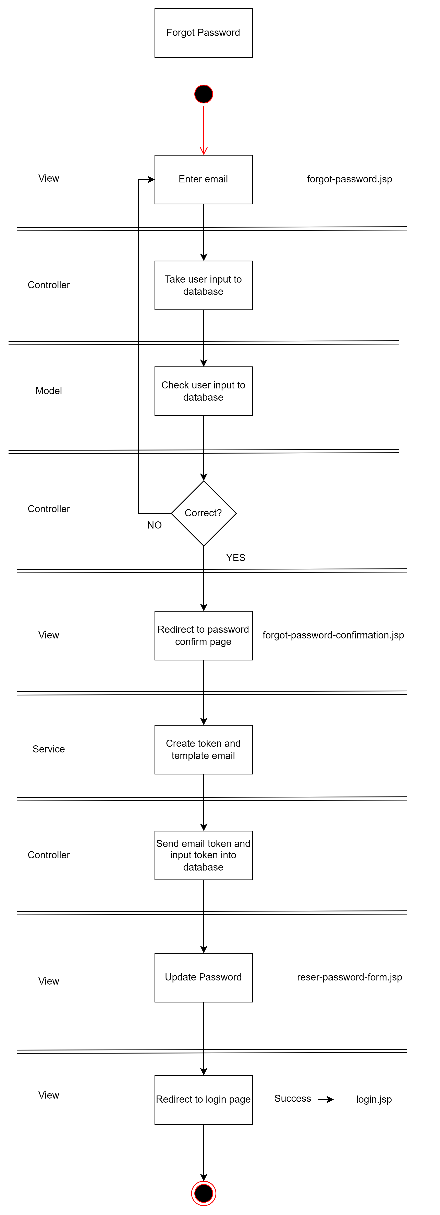 Forgot Password
View
Enter email
forgot-password.jsp
Controller
Take user input to
database
Model
Check user input to
database
Controller
Correct?
NO
YES
View
Redirect to password
confirm page
forgot-password-confirmation.jsp
Service
Create token and
template email
Controller
Send email token and
input token into
database
View
Update Password
reser-password-form.jsp
View
Redirect to login page
Success
login.jsp